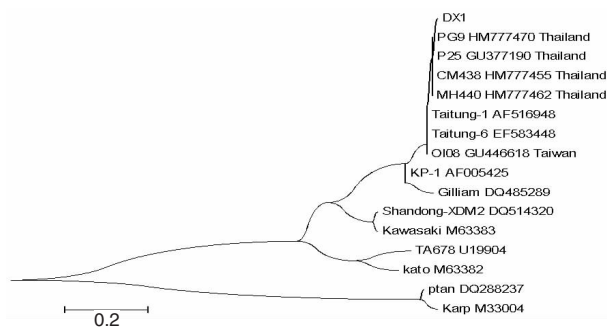 DX1
PG9 HM777470 Thailand
P25 GU377190 Thailand
CM438 HM777455 Thailand
MH440 HM777462 Thailand
Taitung-1 AF516948
Taitung-6 EF583448
OI08 GU446618 Taiwan
KP-1 AF005425
Gilliam DQ485289
Shandong-XDM2 DQ514320
Kawasaki M63383
TA678 U19904
kato M63382
ptan DQ288237
Karp M33004
0.2